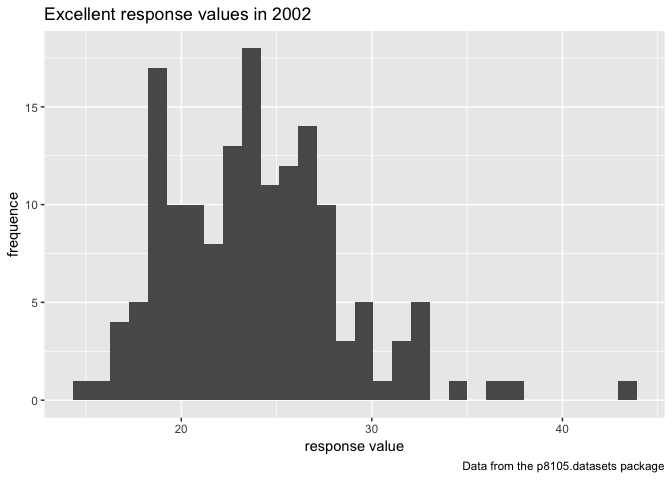 Excellent response values in 2002
frequence
15
10
5
0
20
30
40
response value
Data from the p8105.datasets package